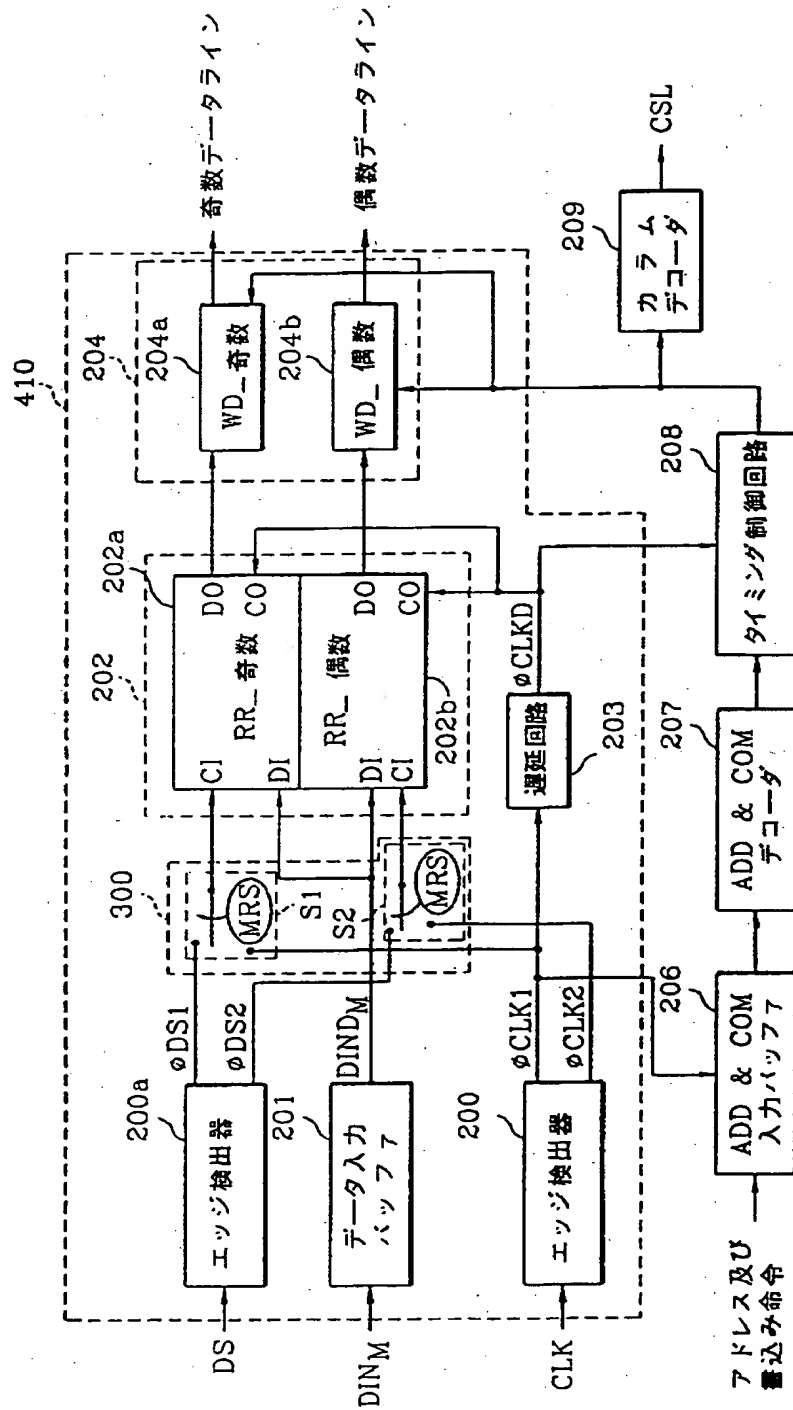 410
DS
200a
エッジ検出器
øDS1
øDS2
DINM
201
データ入力
バッファ
DINDM
CLK
200
エッジ検出器
øCLK1
øCLK2
300
MRS
S1
S2
MRS
202
202a
CI
DI
RR_奇数
DO
CO
DI
CI
RR_偶数
DO
CO
202b
遅延回路
203
øCLKD
204
204a
WD_奇数
204b
WD_偶数
奇数データライン
偶数データライン
アドレス及び
書込み命令
206
ADD & COM
入力バッファ
207
ADD & COM
デコーダ
208
タイミング制御回路
209
カラム
デコーダ
CSL